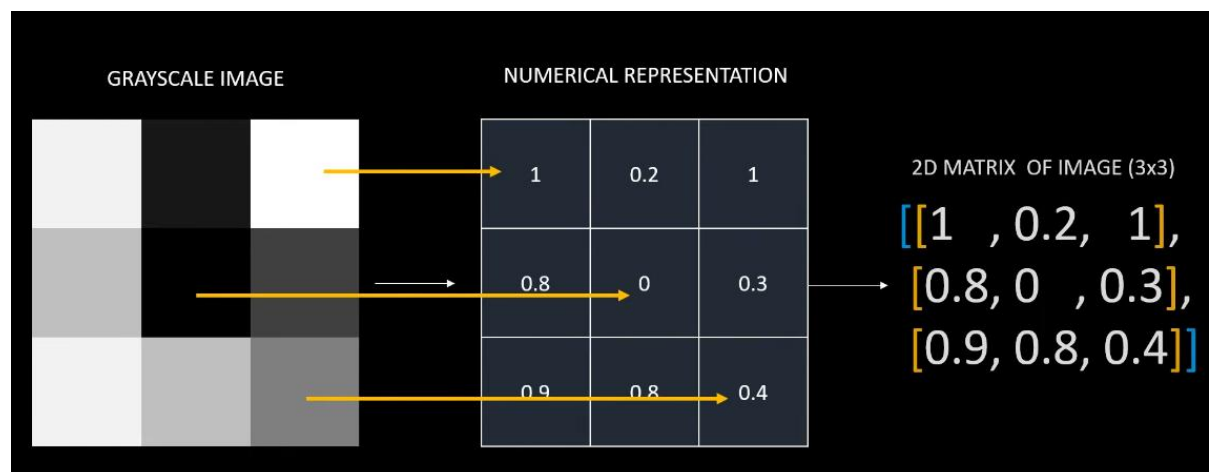 GRAYSCALE IMAGE
NUMERICAL REPRESENTATION
1 0.2 1
0.8 0 0.3
0.9 0.8 0.4
2D MATRIX OF IMAGE (3x3)
[[1 , 0.2, 1],
[0.8, 0 , 0.3],
[0.9, 0.8, 0.4]]